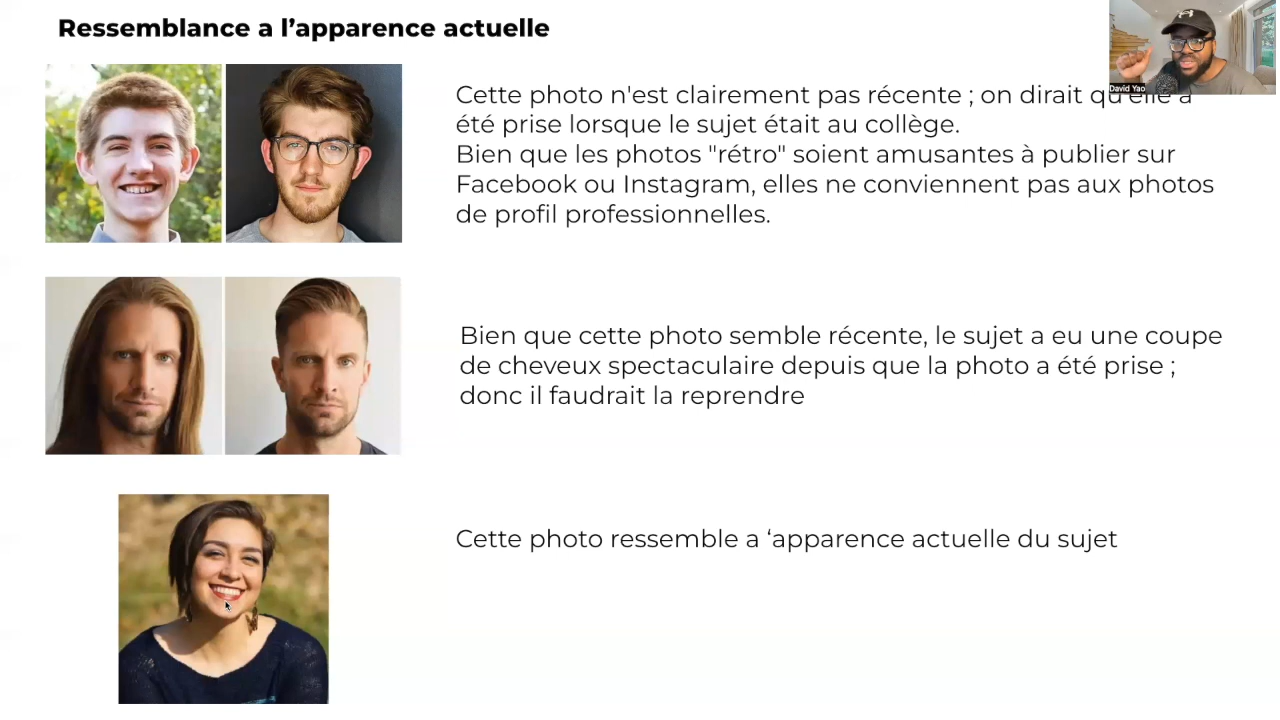 Ressemblance a l’apparence actuelle
Cette photo n'est clairement pas récente ; on dirait qu'elle a
été prise lorsque le sujet était au collège.
Bien que les photos "rétro" soient amusantes à publier sur
Facebook ou Instagram, elles ne conviennent pas aux photos
de profil professionnelles.
Bien que cette photo semble récente, le sujet a eu une coupe
de cheveux spectaculaire depuis que la photo a été prise ;
donc il faudrait la reprendre
Cette photo ressemble a ‘apparence actuelle du sujet
David Yao